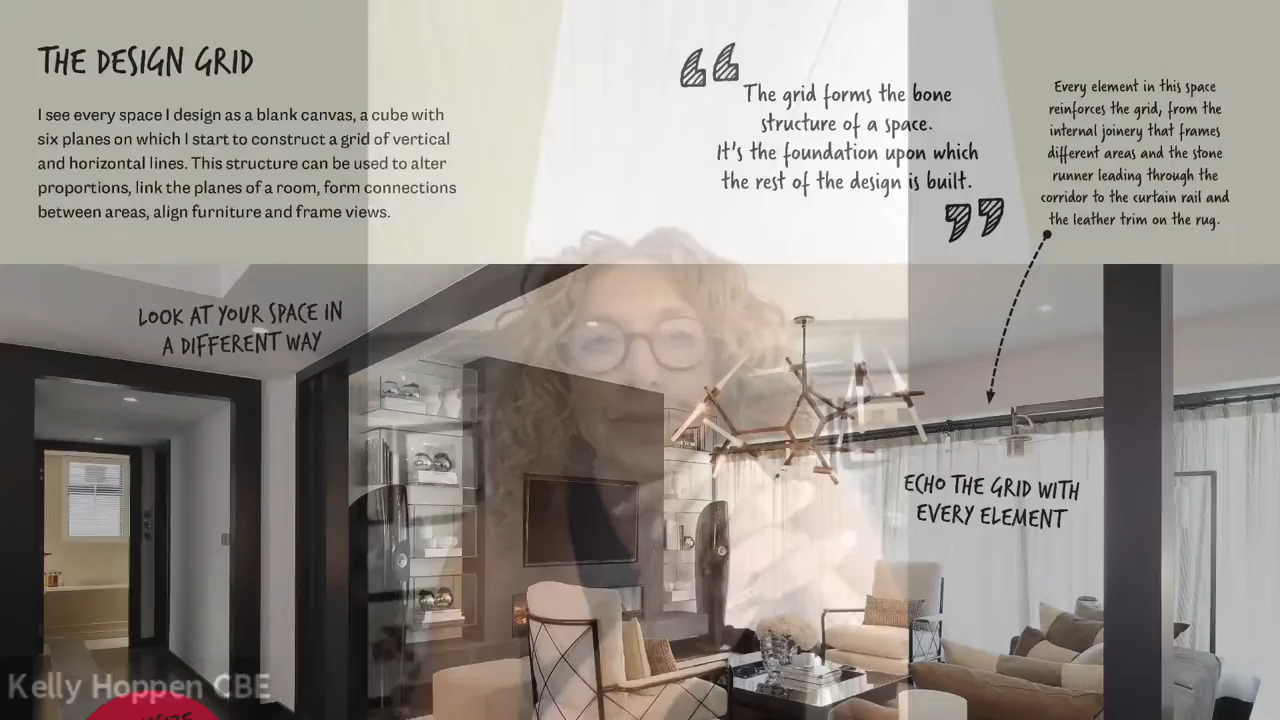 THE DESIGN GRID
I see every space I design as a blank canvas, a cube with
six planes on which I start to construct a grid of vertical
and horizontal lines. This structure can be used to alter
proportions, link the planes of a room, form connections
between areas, align furniture and frame views.
“ The grid forms the bone
structure of a space.
It's the foundation upon which
the rest of the design is built. ”
Every element in this space
reinforces the grid, from the
internal joinery that frames
different areas and the stone
runner leading through the
corridor to the curtain rail and
the leather trim on the rug.
LOOK AT YOUR SPACE IN
A DIFFERENT WAY
ECHO THE GRID WITH
EVERY ELEMENT
Kelly Hoppen CBE